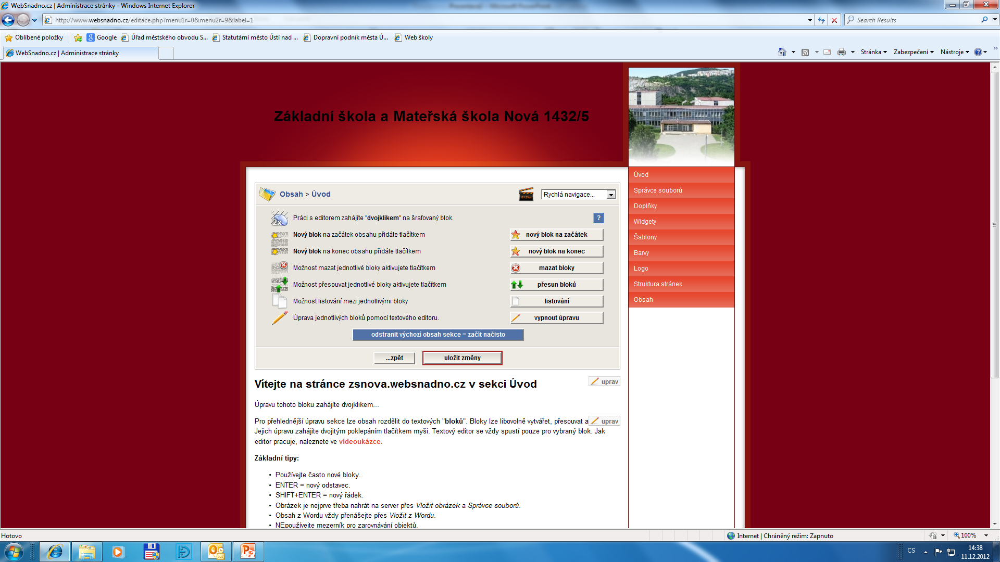 WebSnadno.cz | Administrace stránky - Windows Internet Explorer
http://www.websnadno.cz/editace.php?menu1r=0&menu2r=9&label=1
Search Results
Oblíbené položky
Google
Úřad městského obvodu S...
Statutární město Ústí nad ...
Dopravní podnik města Ú...
Web školy
WebSnadno.cz | Administrace stránky
Stránka
Zabezpečení
Nástroje
Základní škola a Mateřská škola Nová 1432/5
Úvod
Správce souborů
Doplňky
Widgety
Šablony
Barvy
Logo
Struktura stránek
Obsah
Obsah > Úvod
Rychlá navigace...
2x
Práci s editorem zahájíte "dvojklikem" na šrafovaný blok.
?
Nový blok na začátek obsahu přidáte tlačítkem
nový blok na začátek
Nový blok na konec obsahu přidáte tlačítkem
nový blok na konec
Možnost mazat jednotlivé bloky aktivujete tlačítkem
mazat bloky
Možnost přesouvat jednotlivé bloky aktivujete tlačítkem
přesun bloků
Možnost listování mezi jednotlivými bloky
listování
Úprava jednotlivých bloků pomocí textového editoru.
vypnout úpravu
odstranit výchozí obsah sekce = začít načisto
...zpět
uložit změny
Vítejte na stránce zsnova.websnadno.cz v sekci Úvod
uprav
Úpravu tohoto bloku zahájíte dvojklikem...
Pro přehlednější úpravu sekce lze obsah rozdělit do textových "bloků". Bloky lze libovolně vytvářet, přesouvat a
uprav
Jejich úpravu zahájíte dvojitým poklepáním tlačítkem myši. Textový editor se vždy spustí pouze pro vybraný blok. Jak
editor pracuje, naleznete ve videoukázce.
Základní tipy:
• Používejte často nové bloky.
• ENTER = nový odstavec.
• SHIFT+ENTER = nový řádek.
• Obrázek je nejprve třeba nahrát na server přes Vložit obrázek a Správce souborů.
• Obsah z Wordu vždy přenášejte přes Vložit z Wordu.
• NEpoužívejte mezerník pro zarovnávání objektů.
Hotovo
Internet | Chráněný režim: Zapnuto
100%
CS
14:38
11.12.2012